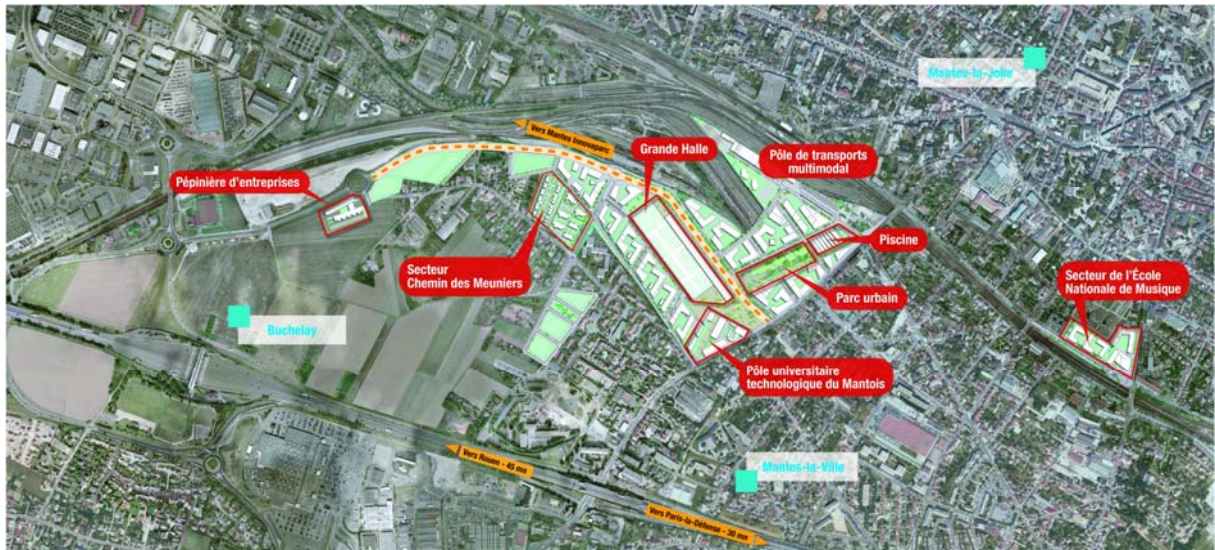 Mantes-la-Jolie
Vers Mantes Innovaparc
Grande Halle
Pôle de transports
multimodal
Pépinière d'entreprises
Piscine
Secteur
Chemin des Meuniers
Secteur de l'École
Nationale de Musique
Parc urbain
Buchelay
Pôle universitaire
technologique du Mantois
Vers Rouen - 45 mn
Mantes-la-Ville
Vers Paris-la-Défense - 30 mn